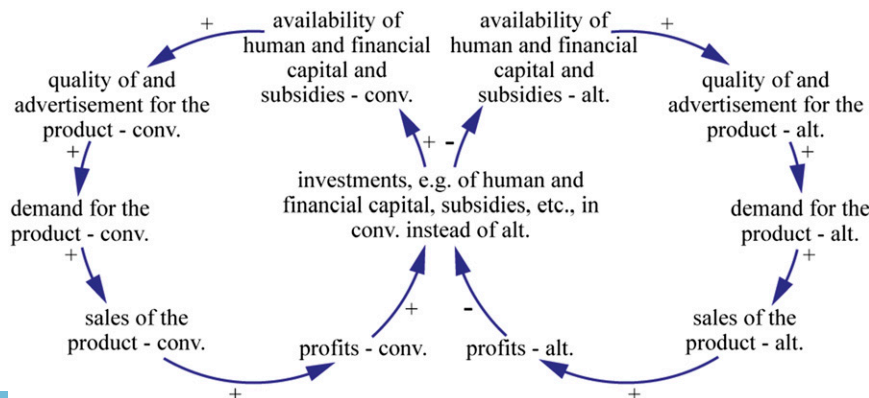 +
availability of
human and financial
capital and
subsidies - conv.
availability of
human and financial
capital and
subsidies - alt.
+
quality of and
advertisement for the
product - conv.
quality of and
advertisement for the
product - alt.
+
+ -
+
investments, e.g. of human and
financial capital, subsidies, etc., in
conv. instead of alt.
demand for the
product - conv.
demand for the
product - alt.
+
+
sales of the
product - conv.
+
-
sales of the
product - alt.
profits - conv.
profits - alt.
+
+